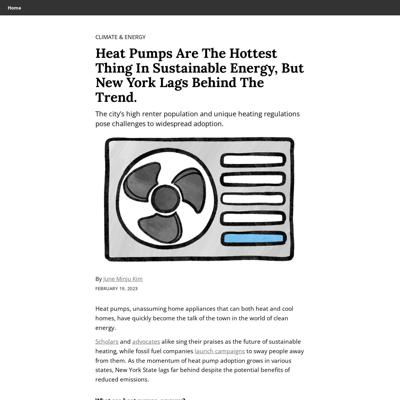 Home
CLIMATE & ENERGY
Heat Pumps Are The Hottest
Thing In Sustainable Energy, But
New York Lags Behind The
Trend.
The city's high renter population and unique heating regulations
pose challenges to widespread adoption.
By June Minju Kim
FEBRUARY 19, 2023
Heat pumps, unassuming home appliances that can both heat and cool
homes, have quickly become the talk of the town in the world of clean
energy.
Scholars and advocates alike sing their praises as the future of sustainable
heating, while fossil fuel companies launch campaigns to sway people away
from them. As the momentum of heat pump adoption grows in various
states, New York State lags far behind despite the potential benefits of
reduced emissions.